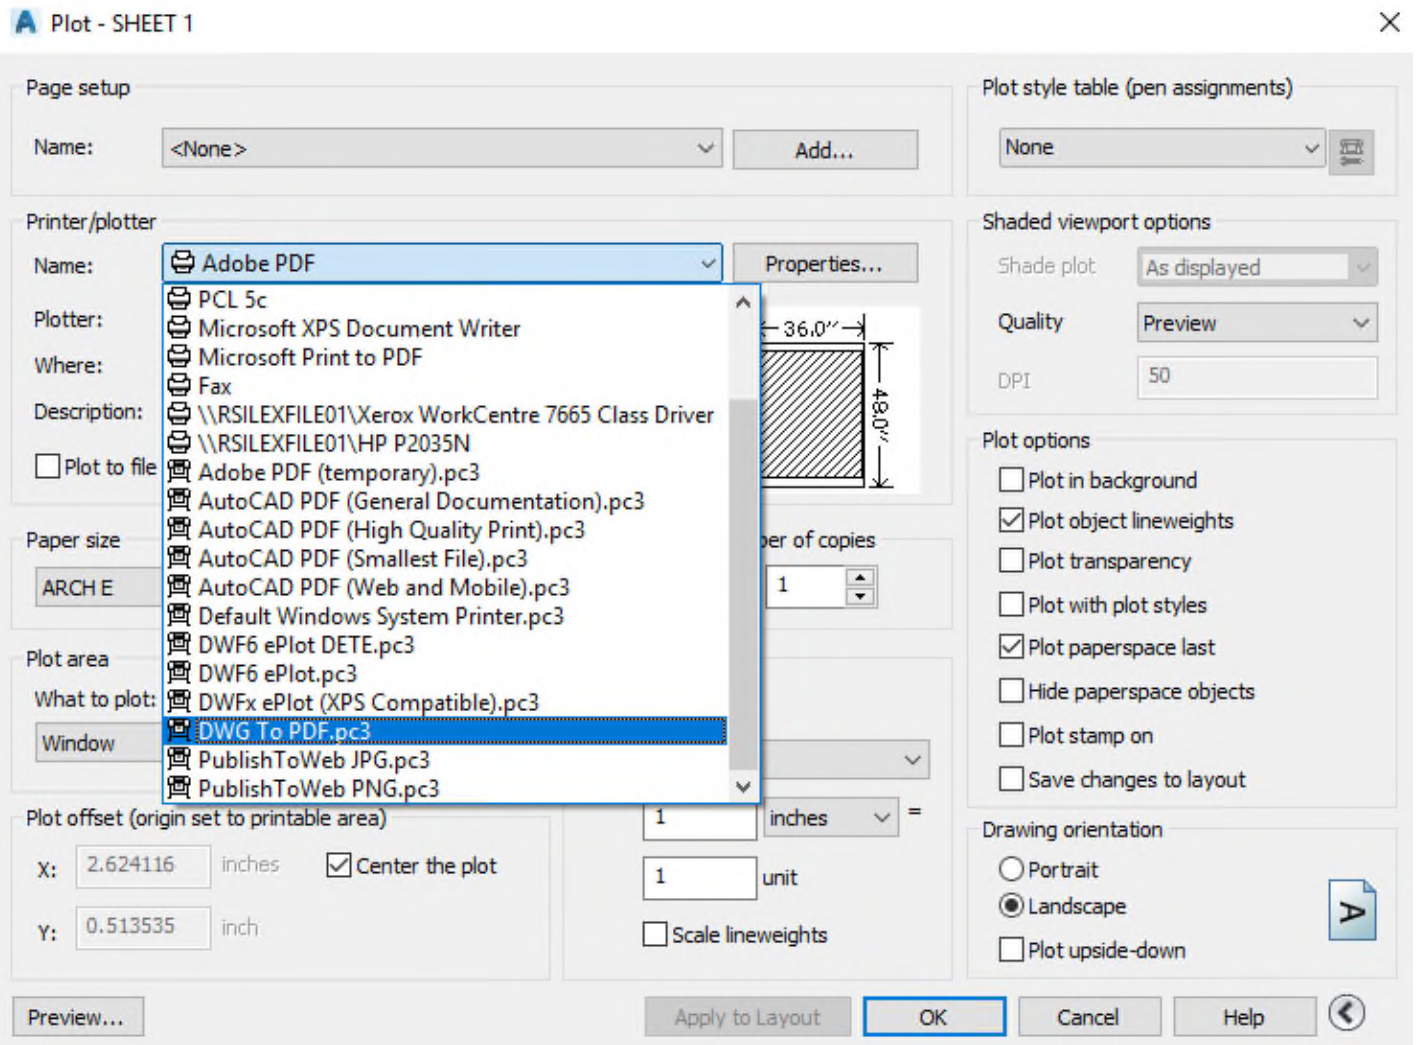 Plot - SHEET 1
Page setup
Name:
<None>
Add...
Plot style table (pen assignments)
None
Printer/plotter
Name:
Adobe PDF
Properties...
Plotter:
Where:
Description:
Plot to file
PCL 5c
Microsoft XPS Document Writer
Microsoft Print to PDF
Fax
\\RSILEXFILE01\Xerox WorkCentre 7665 Class Driver
\\RSILEXFILE01\HP P2035N
Adobe PDF (temporary).pc3
AutoCAD PDF (General Documentation).pc3
AutoCAD PDF (High Quality Print).pc3
AutoCAD PDF (Smallest File).pc3
AutoCAD PDF (Web and Mobile).pc3
Default Windows System Printer.pc3
DWF6 ePlot DETE.pc3
DWF6 ePlot.pc3
DWFx ePlot (XPS Compatible).pc3
DWG To PDF.pc3
PublishToWeb JPG.pc3
PublishToWeb PNG.pc3
36.0''
48.0''
Shaded viewport options
Shade plot
As displayed
Quality
Preview
DPI
50
Paper size
ARCH E
ber of copies
1
Plot area
What to plot:
Window
Plot options
Plot in background
Plot object lineweights
Plot transparency
Plot with plot styles
Plot paperspace last
Hide paperspace objects
Plot stamp on
Save changes to layout
Plot offset (origin set to printable area)
X:
2.624116
inches
Center the plot
Y:
0.513535
inch
1
inches
=
1
unit
Scale lineweights
Drawing orientation
Portrait
Landscape
Plot upside-down
A
Preview...
Apply to Layout
OK
Cancel
Help